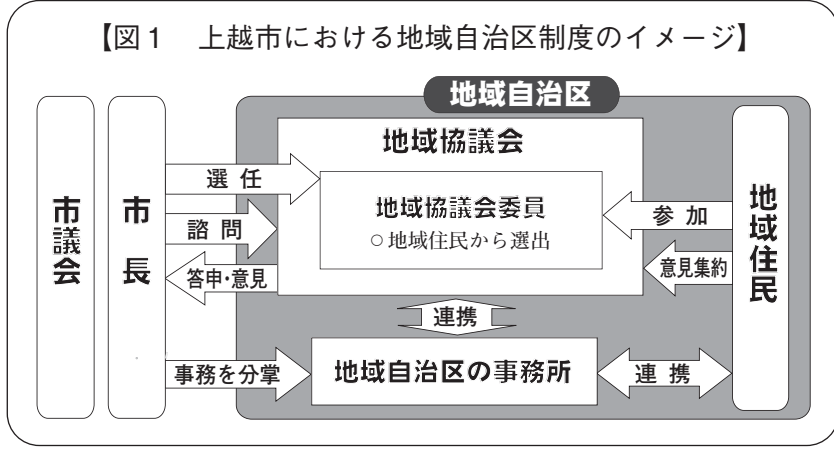 【図1 上越市における地域自治区制度のイメージ】
地域自治区
市議会
市長
地域協議会
選任
地域協議会委員
○地域住民から選出
参加
諮問
答申・意見
意見集約
地域住民
連携
事務を分掌
地域自治区の事務所
連携